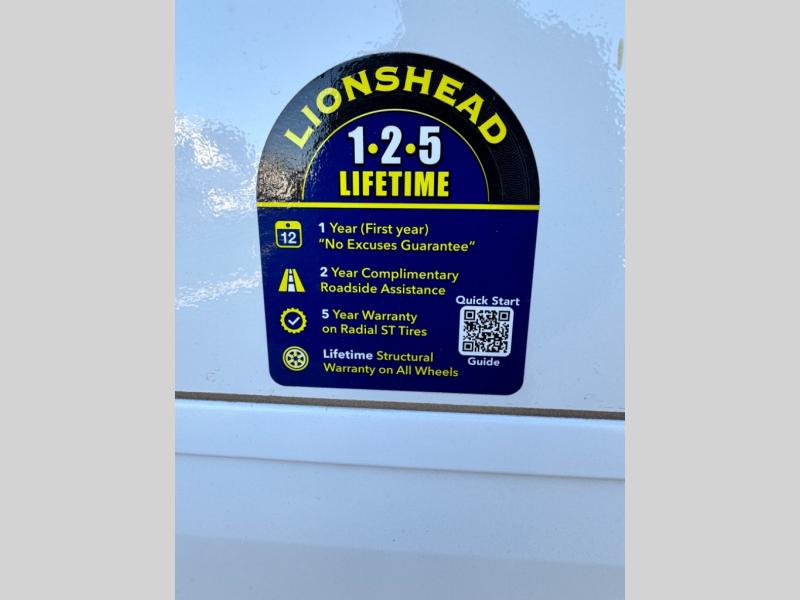 LIONSHEAD
1•2•5
LIFETIME
12
1 Year (First year)
"No Excuses Guarantee"
2 Year Complimentary
Roadside Assistance
5 Year Warranty
on Radial ST Tires
Lifetime Structural
Warranty on All Wheels
Quick Start
Guide